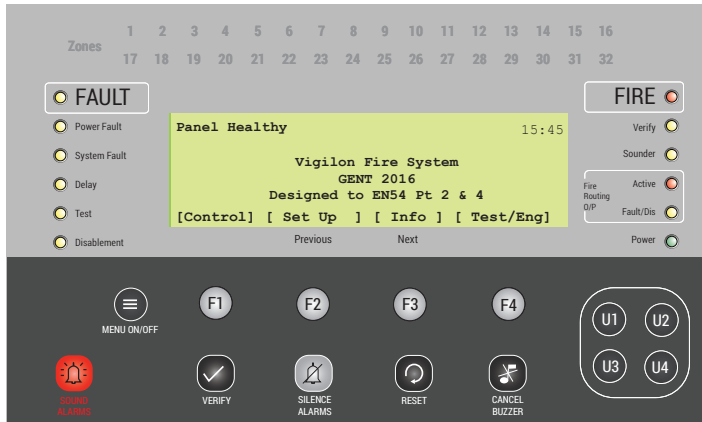 1 2 3 4 5 6 7 8 9 10 11 12 13 14 15 16
Zones
17 18 19 20 21 22 23 24 25 26 27 28 29 30 31 32
FAULT
Power Fault
System Fault
Delay
Test
Disablement
Panel Healthy 15:45
Vigilon Fire System
GENT 2016
Designed to EN54 Pt 2 & 4
[Control] [ Set Up ] [ Info ] [ Test/Eng]
Previous Next
FIRE
Verify
Sounder
Fire
Routing
O/P
Active
Fault/Dis
Power
MENU ON/OFF
F1 F2 F3 F4
U1 U2
U3 U4
SOUND
ALARMS
VERIFY
SILENCE
ALARMS
RESET
CANCEL
BUZZER